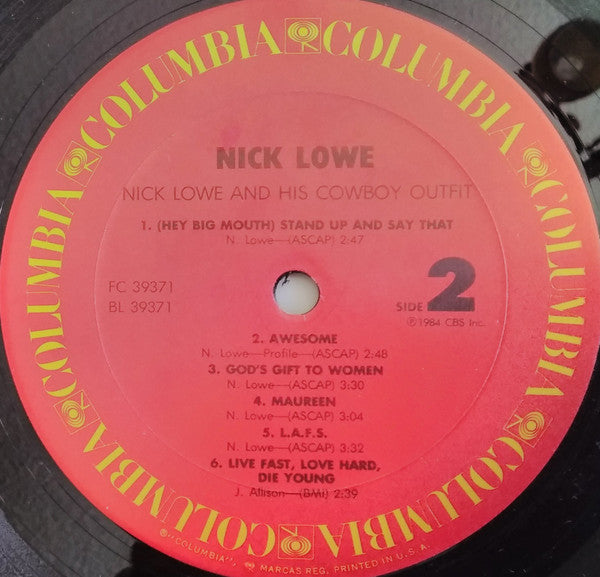 COLUMBIA COLUMBIA COLUMBIA COLUMBIA COLUMBIA COLUMBIA
NICK LOWE
NICK LOWE AND HIS COWBOY OUTFIT
1. (HEY BIG MOUTH) STAND UP AND SAY THAT
N. Lowe—(ASCAP) 2:47
FC 39371
BL 39371
SIDE 2
℗1984 CBS Inc.
2. AWESOME
N. Lowe—Profile—(ASCAP) 2:48
3. GOD'S GIFT TO WOMEN
N. Lowe—(ASCAP) 3:30
4. MAUREEN
N. Lowe—(ASCAP) 3:04
5. L.A.F.S.
N. Lowe—(ASCAP) 3:32
6. LIVE FAST, LOVE HARD,
DIE YOUNG
J. Allison—(BMI) 2:39
®"COLUMBIA", MARCAS REG. PRINTED IN U.S.A.